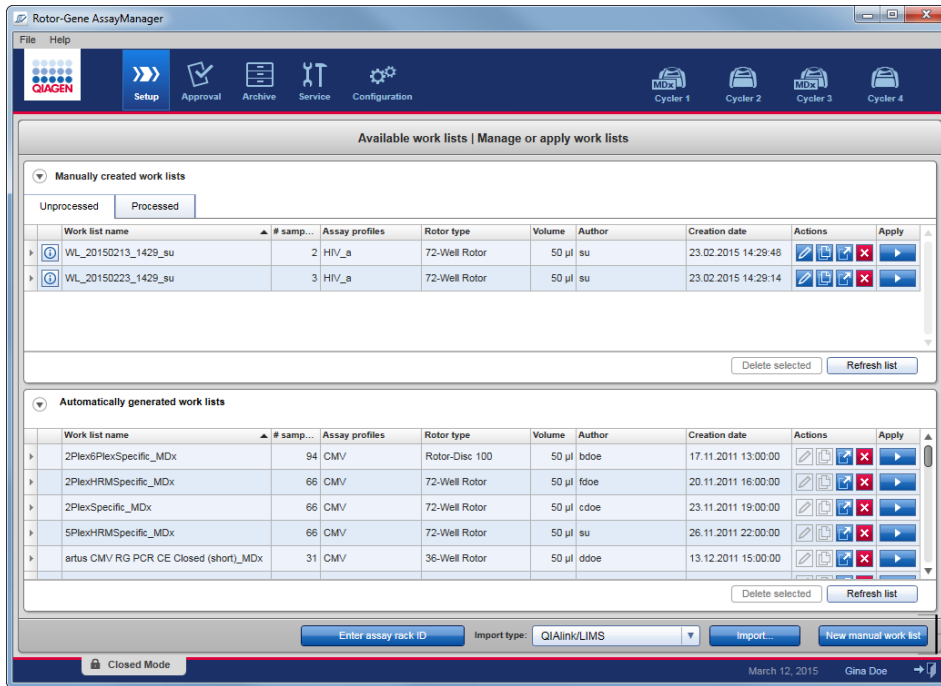 Rotor-Gene AssayManager
File Help
QIAGEN
Setup Approval Archive Service Configuration MDx Cycler 1 Cycler 2 MDx Cycler 3 Cycler 4
Available work lists | Manage or apply work lists
Manually created work lists
Unprocessed Processed
Work list name # samp... Assay profiles Rotor type Volume Author Creation date Actions Apply
WL_20150213_1429_su 2 HIV_a 72-Well Rotor 50 µl su 23.02.2015 14:29:48
WL_20150223_1429_su 3 HIV_a 72-Well Rotor 50 µl su 23.02.2015 14:29:14
Delete selected Refresh list
Automatically generated work lists
Work list name # samp... Assay profiles Rotor type Volume Author Creation date Actions Apply
2Plex6PlexSpecific_MDx 94 CMV Rotor-Disc 100 50 µl bdoe 17.11.2011 13:00:00
2PlexHRMSpecific_MDx 66 CMV 72-Well Rotor 50 µl fdoe 20.11.2011 16:00:00
2PlexSpecific_MDx 66 CMV 72-Well Rotor 50 µl cdoe 23.11.2011 19:00:00
5PlexHRMSpecific_MDx 66 CMV 72-Well Rotor 50 µl su 26.11.2011 22:00:00
artus CMV RG PCR CE Closed (short)_MDx 31 CMV 36-Well Rotor 50 µl ddoe 13.12.2011 15:00:00
Delete selected Refresh list
Enter assay rack ID Import type: QIAlink/LIMS Import... New manual work list
Closed Mode March 12, 2015 Gina Doe